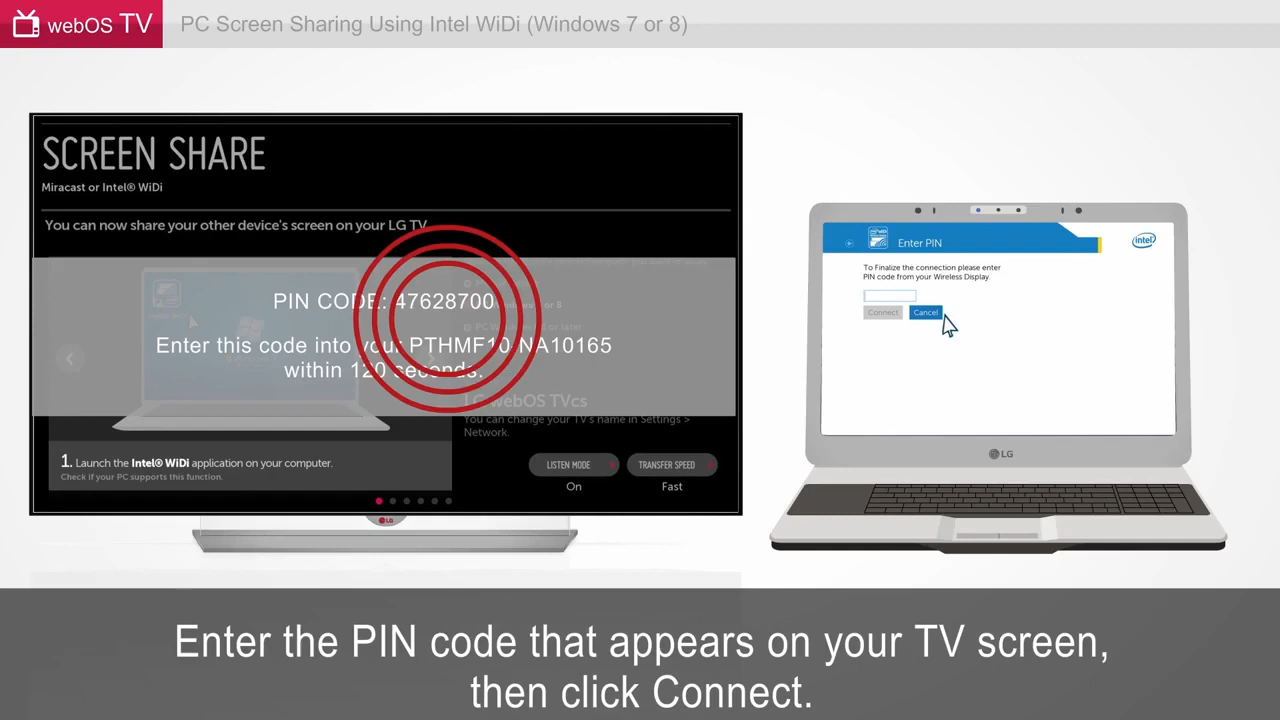 webOS TV
PC Screen Sharing Using Intel WiDi (Windows 7 or 8)
SCREEN SHARE
Miracast or Intel® WiDi
You can now share your other device's screen on your LG TV
PIN CODE: 47628700
Enter this code into your PTHMF10-NA10165
within 120 seconds.
LG webOS TVcs
You can change your TV's name in Settings >
Network.
1. Launch the Intel® WiDi application on your computer.
Check if your PC supports this function.
LISTEN MODE
TRANSFER SPEED
On
Fast
LG
Enter PIN
intel
To Finalize the connection please enter
PIN code from your Wireless Display.
Connect
Cancel
LG
Enter the PIN code that appears on your TV screen,
then click Connect.